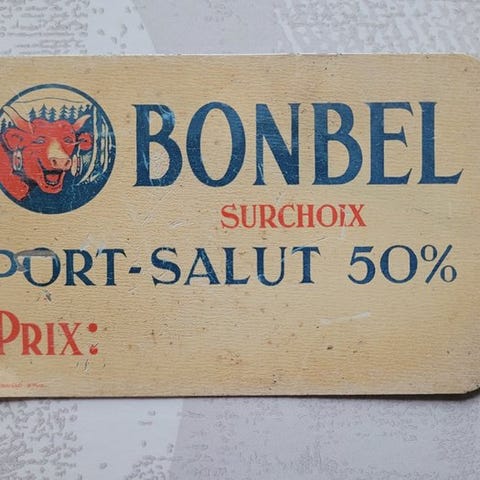 BONBEL
SURCHOIX
PORT-SALUT 50%
PRIX: